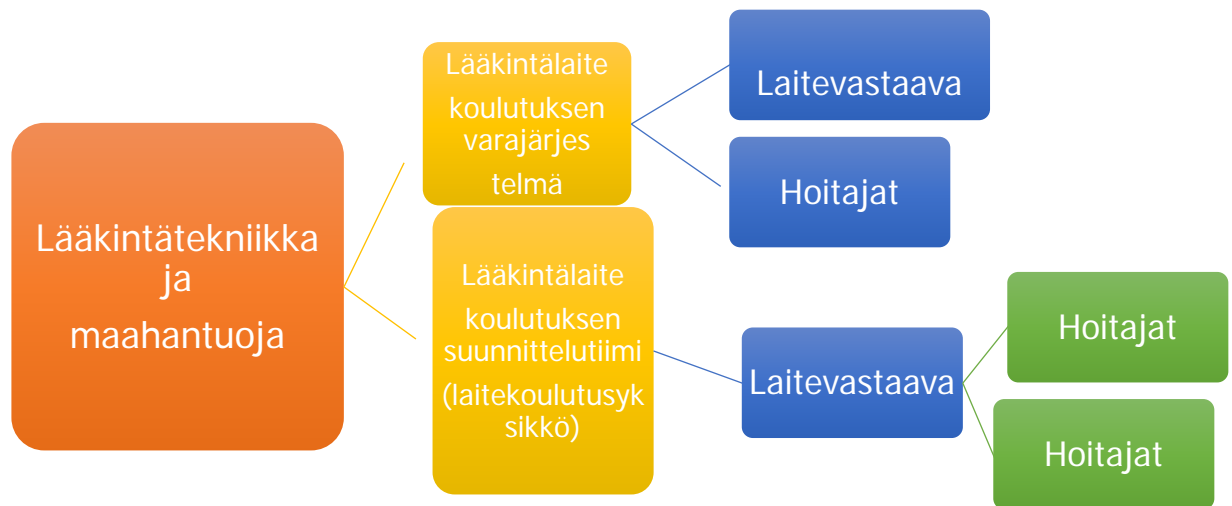 Lääkintätekniikka
ja
maahantuoja
Lääkintälaite
koulutuksen
varajärjes
telmä
Laitevastaava
Hoitajat
Lääkintälaite
koulutuksen
suunnittelutiimi
(laitekoulutusyk
sikkö)
Laitevastaava
Hoitajat
Hoitajat